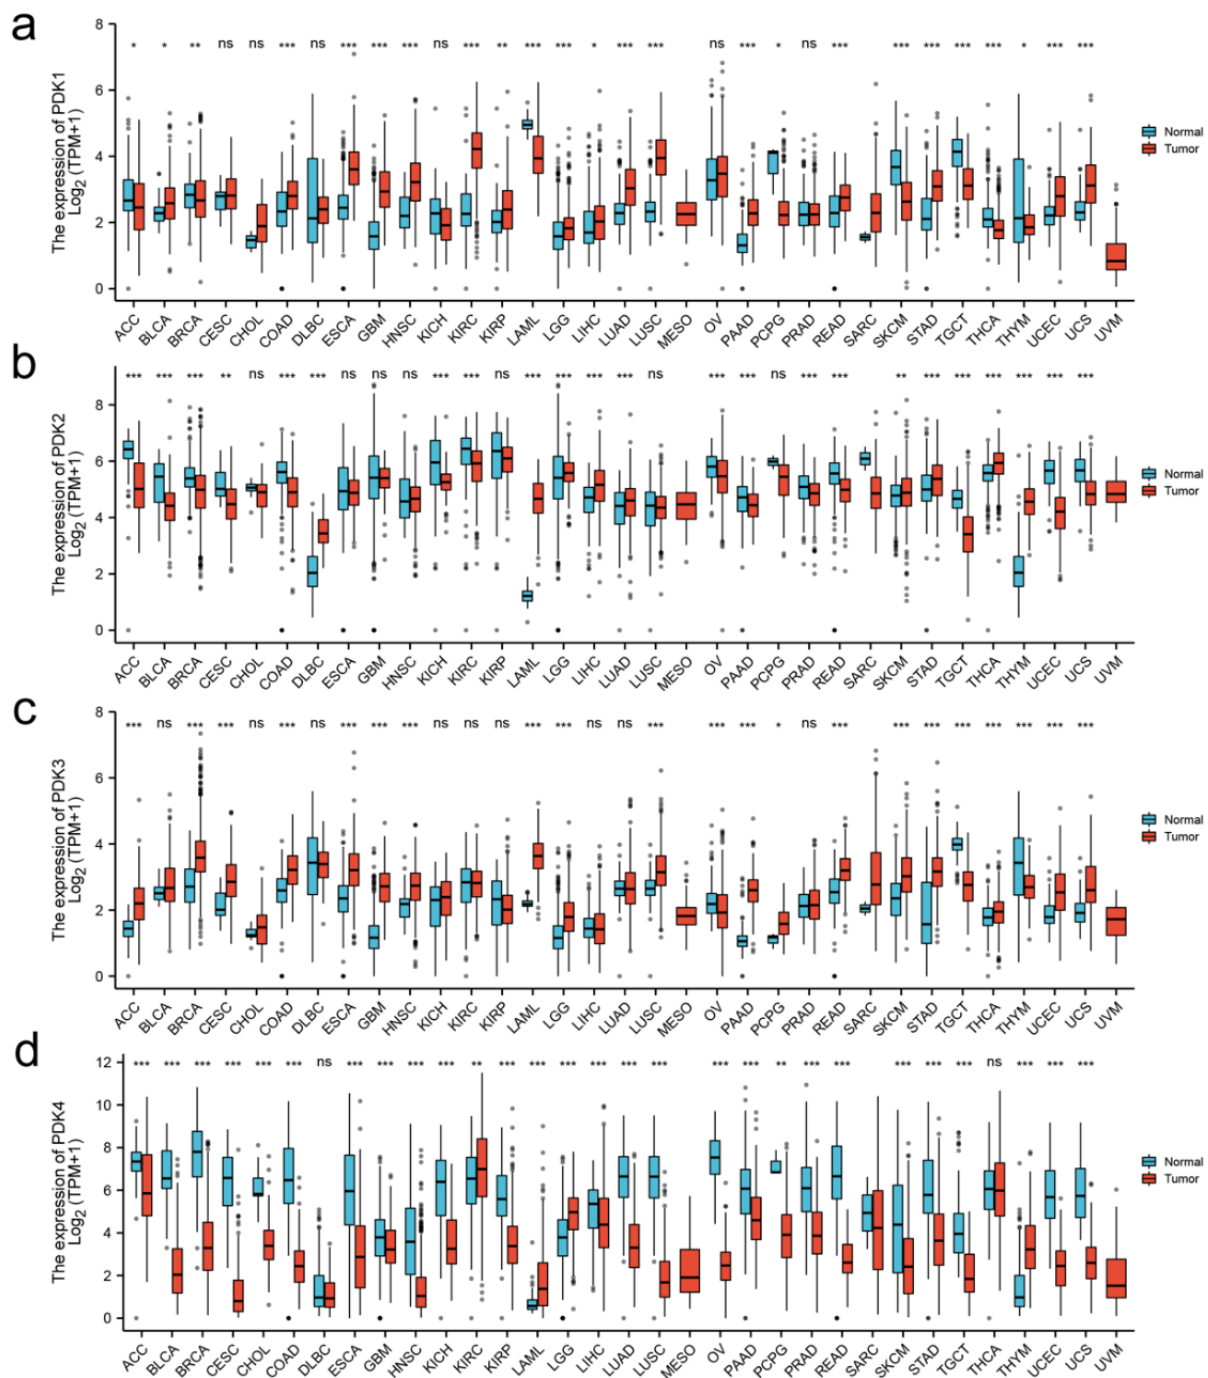 a
The expression of PDK1
Log2 (TPM+1)
8
6
4
2
0
* * ** ns ns *** ns *** *** *** ns *** ** *** *** * *** *** ns *** * ns *** *** *** *** *** * *** ***
Normal
Tumor
ACC BLCA BRCA CESC CHOL COAD DLBC ESCA GBM HNSC KICH KIRC KIRP LAML LGG LIHC LUAD LUSC MESO OV PAAD PCPG PRAD READ SARC SKCM STAD TGCT THCA THYM UCEC UCS UVM
b
The expression of PDK2
Log2 (TPM+1)
8
6
4
2
0
*** *** *** ** ns *** *** ns ns ns *** *** ns *** *** *** *** ns *** *** ns *** *** ** *** *** *** *** *** ***
Normal
Tumor
ACC BLCA BRCA CESC CHOL COAD DLBC ESCA GBM HNSC KICH KIRC KIRP LAML LGG LIHC LUAD LUSC MESO OV PAAD PCPG PRAD READ SARC SKCM STAD TGCT THCA THYM UCEC UCS UVM
c
The expression of PDK3
Log2 (TPM+1)
8
6
4
2
0
*** ns *** *** ns *** ns *** *** *** ns ns ns *** *** ns ns *** *** *** * ns *** *** *** *** *** *** *** ***
Normal
Tumor
ACC BLCA BRCA CESC CHOL COAD DLBC ESCA GBM HNSC KICH KIRC KIRP LAML LGG LIHC LUAD LUSC MESO OV PAAD PCPG PRAD READ SARC SKCM STAD TGCT THCA THYM UCEC UCS UVM
d
The expression of PDK4
Log2 (TPM+1)
12
10
8
6
4
2
0
*** *** *** *** *** *** ns *** *** *** *** ** *** *** *** *** *** *** *** *** ** *** *** *** *** *** ns *** *** ***
Normal
Tumor
ACC BLCA BRCA CESC CHOL COAD DLBC ESCA GBM HNSC KICH KIRC KIRP LAML LGG LIHC LUAD LUSC MESO OV PAAD PCPG PRAD READ SARC SKCM STAD TGCT THCA THYM UCEC UCS UVM